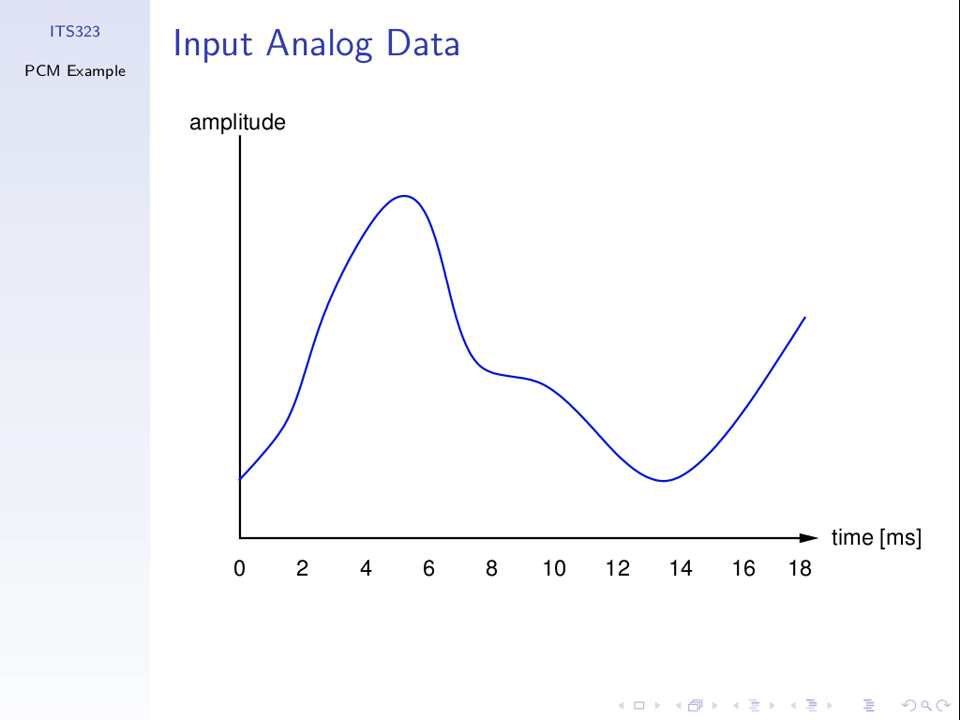 ITS323
PCM Example
Input Analog Data
amplitude
time [ms]
0 2 4 6 8 10 12 14 16 18